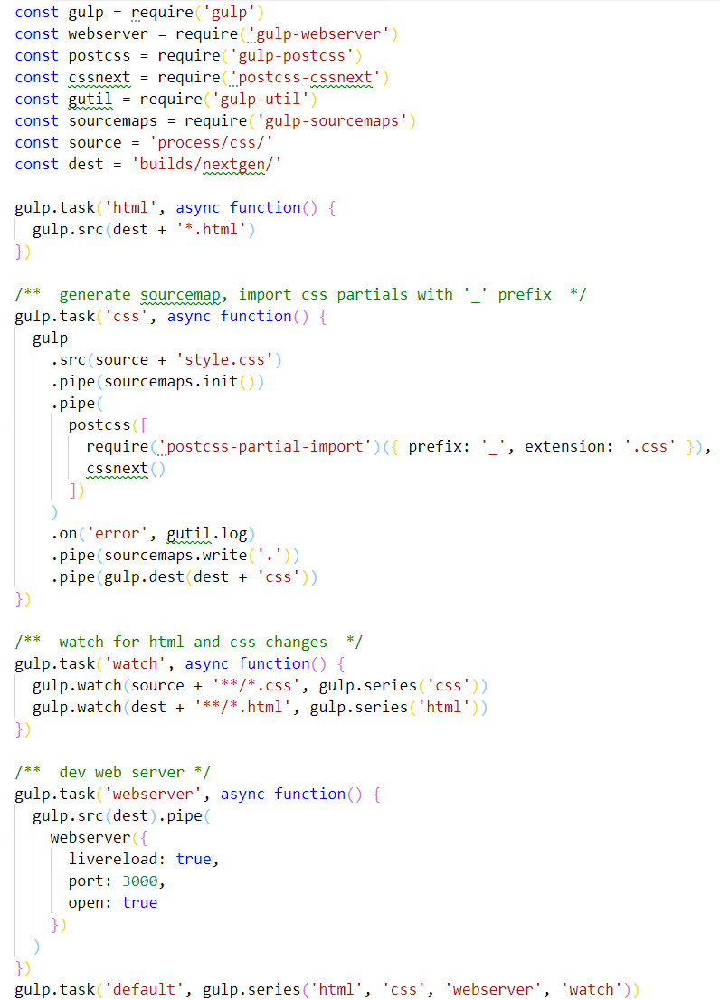 const gulp = require('gulp')
const webserver = require('gulp-webserver')
const postcss = require('gulp-postcss')
const cssnext = require('postcss-cssnext')
const gutil = require('gulp-util')
const sourcemaps = require('gulp-sourcemaps')
const source = 'process/css/'
const dest = 'builds/nextgen/'

gulp.task('html', async function() {
  gulp.src(dest + '*.html')
})

/**  generate sourcemap, import css partials with '_' prefix  */
gulp.task('css', async function() {
  gulp
    .src(source + 'style.css')
    .pipe(sourcemaps.init())
    .pipe(
      postcss([
        require('postcss-partial-import')({ prefix: '_', extension: '.css' }),
        cssnext()
      ])
    )
    .on('error', gutil.log)
    .pipe(sourcemaps.write('.'))
    .pipe(gulp.dest(dest + 'css'))
})

/**  watch for html and css changes  */
gulp.task('watch', async function() {
  gulp.watch(source + '**/*.css', gulp.series('css'))
  gulp.watch(dest + '**/*.html', gulp.series('html'))
})

/**  dev web server */
gulp.task('webserver', async function() {
  gulp.src(dest).pipe(
    webserver({
      livereload: true,
      port: 3000,
      open: true
    })
  )
})
gulp.task('default', gulp.series('html', 'css', 'webserver', 'watch'))